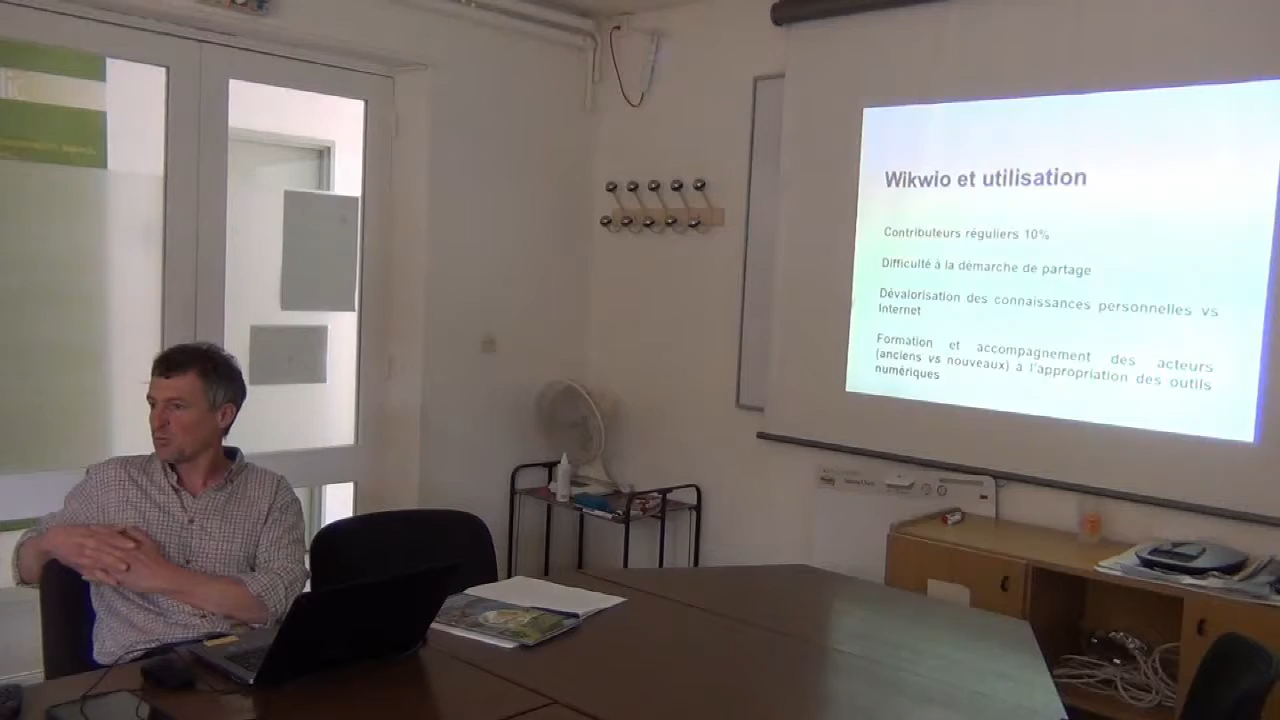 Wikwio et utilisation
Contributeurs réguliers 10%
Difficulté à la démarche de partage
Dévalorisation des connaissances personnelles vs
Internet
Formation et accompagnement des acteurs
(anciens vs nouveaux) à l'appropriation des outils
numériques